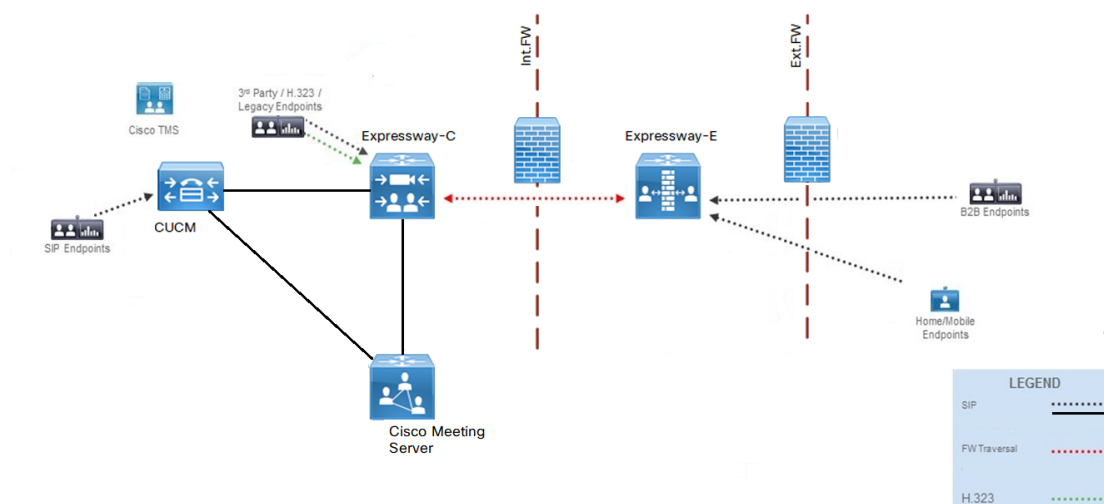 Int.FW
Ext.FW
3rd Party / H.323 /
Legacy Endpoints
Cisco TMS
Expressway-C
Expressway-E
CUCM
SIP Endpoints
B2B Endpoints
Home/Mobile
Endpoints
Cisco Meeting
Server
LEGEND
SIP
FW Traversal
H.323